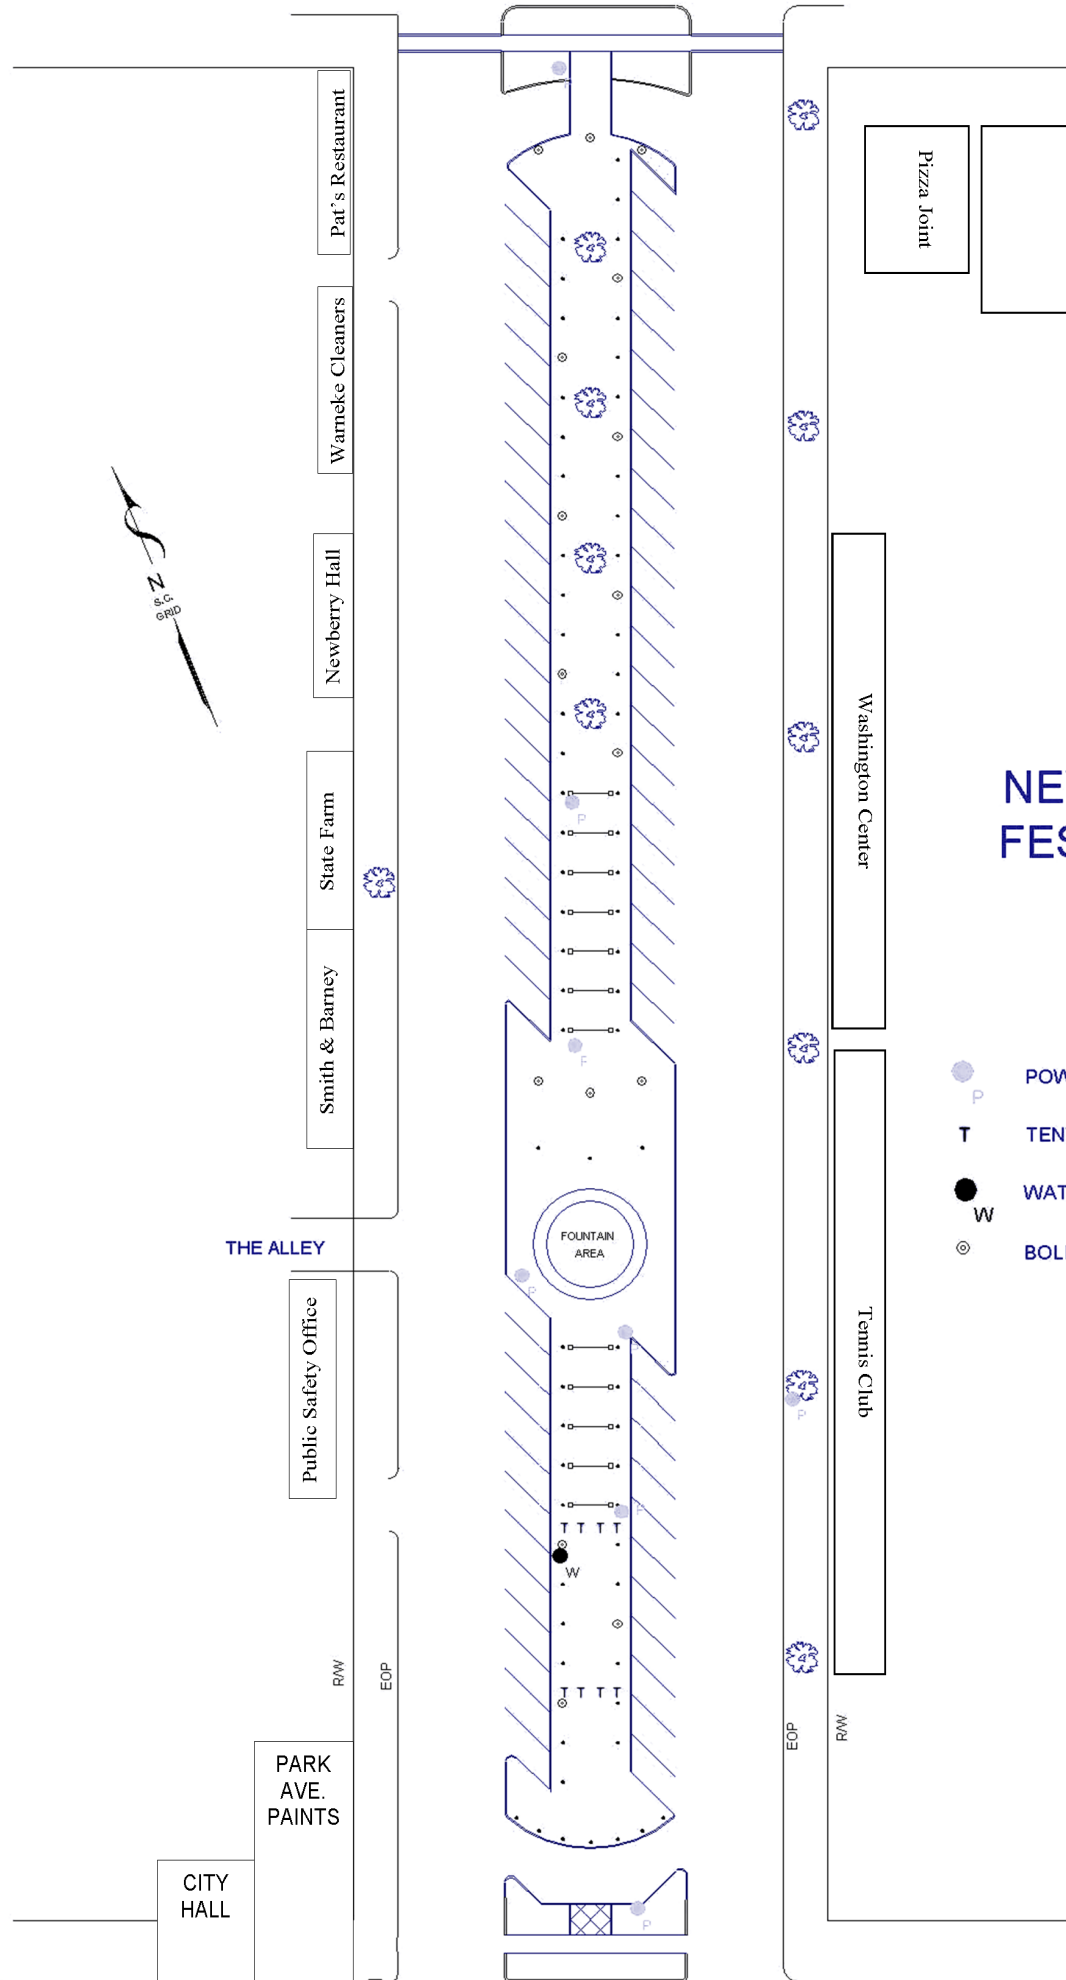 Pat's Restaurant
Pizza Joint
Warneke Cleaners
S
N
S.C.
GRID
Newberry Hall
Washington Center
State Farm
NE
FES
P
Smith & Barney
POW
P
TEN
T
WAT
W
BOL
FOUNTAIN
AREA
THE ALLEY
P
Public Safety Office
Tennis Club
P
P
T T T T
W
R/W
EOP
T T T T
EOP
R/W
PARK
AVE.
PAINTS
CITY
HALL
P